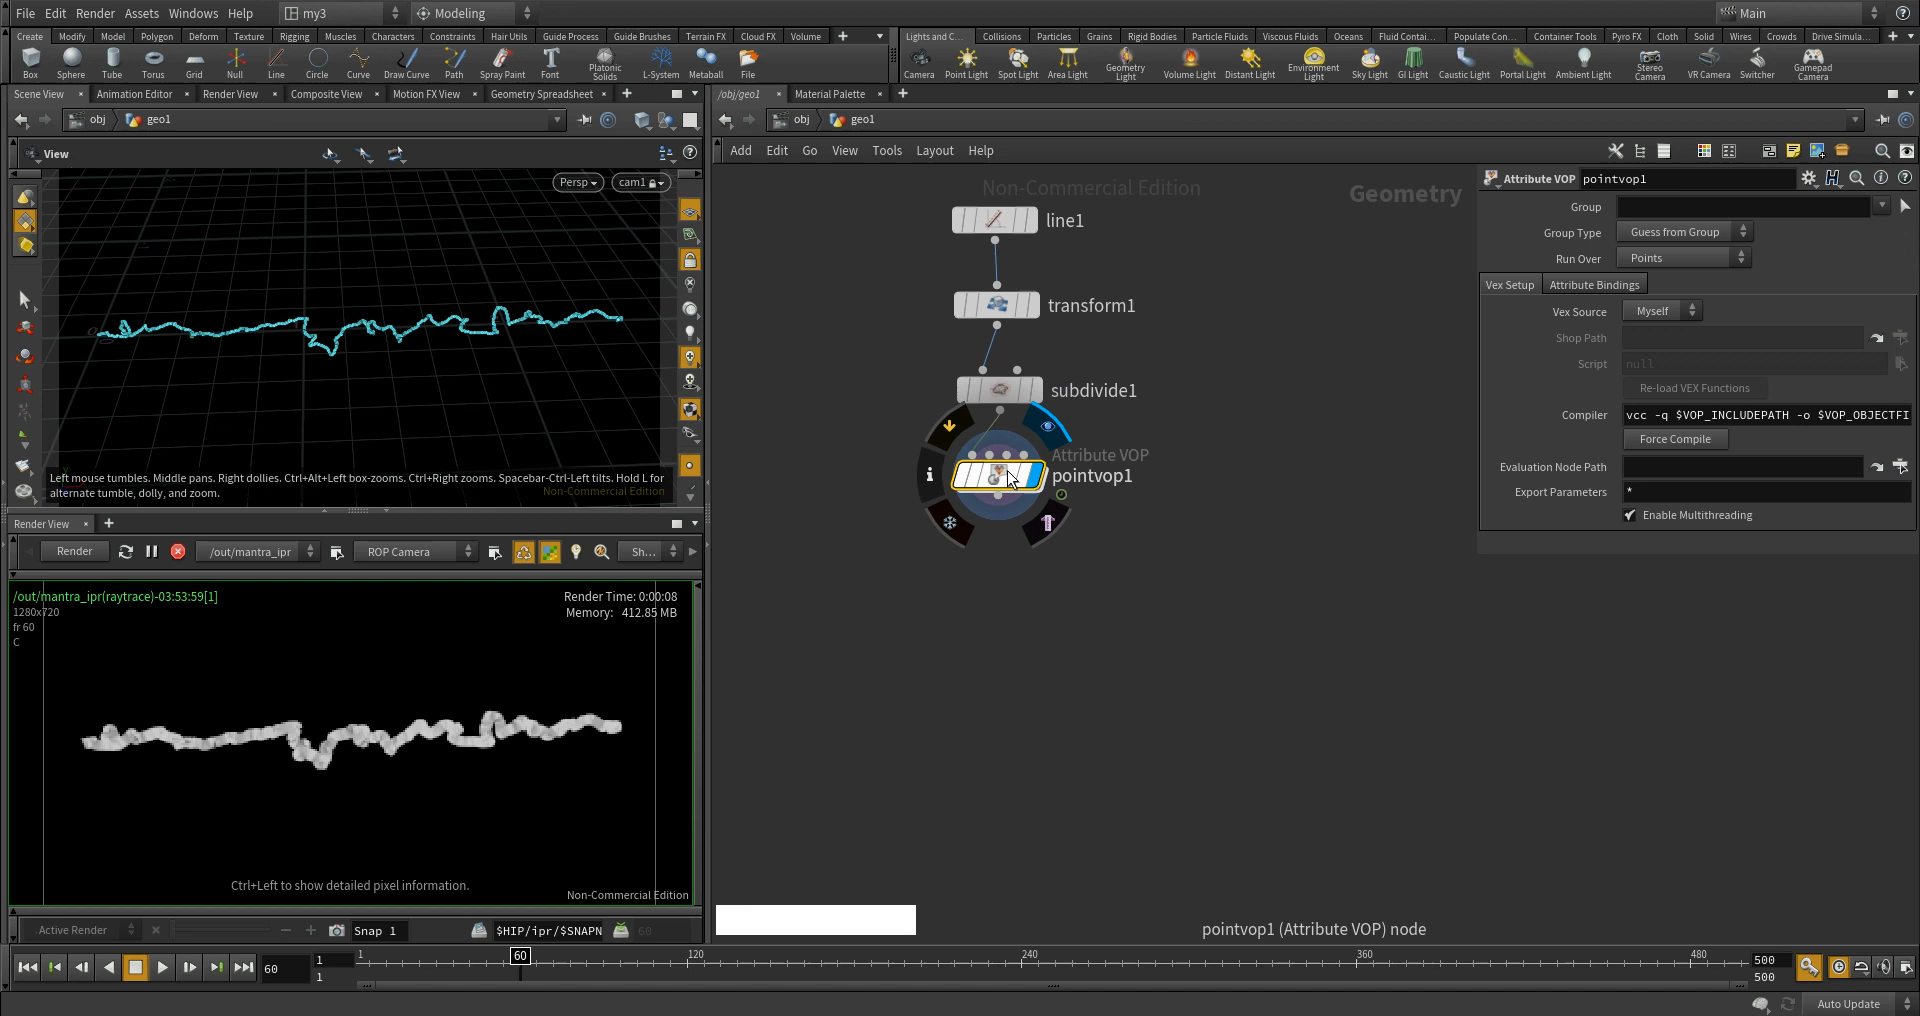 File Edit Render Assets Windows Help my3 Modeling Main
Create Modify Model Polygon Deform Texture Rigging Muscles Characters Constraints Hair Utils Guide Process Guide Brushes Terrain FX Cloud FX Volume
Lights and C... Collisions Particles Grains Rigid Bodies Particle Fluids Viscous Fluids Oceans Fluid Contai... Populate Con... Container Tools Pyro FX Cloth Solid Wires Crowds Drive Simula...
Box Sphere Tube Torus Grid Null Line Circle Curve Draw Curve Path Spray Paint Font Platonic Solids L-System Metaball File
Camera Point Light Spot Light Area Light Geometry Light Volume Light Distant Light Environment Light Sky Light GI Light Caustic Light Portal Light Ambient Light Stereo Camera VR Camera Switcher Gamepad Camera
Scene View Animation Editor Render View Composite View Motion FX View Geometry Spreadsheet
obj geo1
View
Persp cam1
Left mouse tumbles. Middle pans. Right dollies. Ctrl+Alt+Left box-zooms. Ctrl+Right zooms. Spacebar-Ctrl-Left tilts. Hold L for
alternate tumble, dolly, and zoom.
Non-Commercial Edition
Render View
Render /out/mantra_ipr ROP Camera Sh...
/out/mantra_ipr(raytrace)-03:53:59[1]
1280x720
fr 60
C
Render Time: 0:00:08
Memory: 412.85 MB
Ctrl+Left to show detailed pixel information.
Non-Commercial Edition
Active Render Snap 1 $HIP/ipr/$SNAPN 60
/obj/geo1 Material Palette
obj geo1
Add Edit Go View Tools Layout Help
Non-Commercial Edition
Geometry
line1
transform1
subdivide1
Attribute VOP
pointvop1
pointvop1 (Attribute VOP) node
Attribute VOP pointvop1
Group
Group Type Guess from Group
Run Over Points
Vex Setup Attribute Bindings
Vex Source Myself
Shop Path
Script null
Re-load VEX Functions
Compiler vcc -q $VOP_INCLUDEPATH -o $VOP_OBJECTFI
Force Compile
Evaluation Node Path
Export Parameters *
Enable Multithreading
60 1 1 60 120 240 360 480 500
1 500
Auto Update